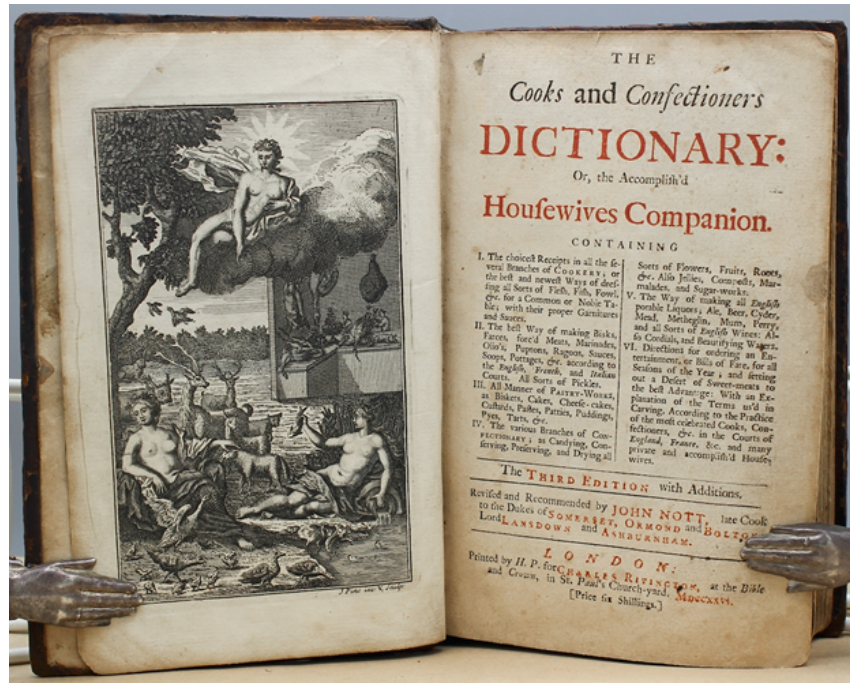 THE
Cooks and Confectioners
DICTIONARY:
Or, the Accomplish'd
Houſewives Companion.
CONTAINING
I. The choiceſt Receipts in all the ſe-
veral Branches of COOKERY; or
the beſt and neweſt Ways of dreſ-
ſing all Sorts of Fleſh, Fiſh, Fowl,
&c. for a Common or Noble Ta-
ble; with their proper Garnitures
and Sauces.
II. The beſt Way of making Bisks,
Farces, forc'd Meats, Marinades,
Olio's, Puptons, Ragoos, Sauces,
Soops, Pottages, &c. according to
the Engliſh, French, and Italian
Courts. All Sorts of Pickles.
III. All Manner of PASTRY-WORKS,
as Biskets, Cakes, Cheeſe-cakes,
Cuſtards, Paſtes, Patties, Puddings,
Pyes, Tarts, &c.
IV. The various Branches of CON-
FECTIONARY; as Candying, Con-
ſerving, Preſerving, and Drying all
Sorts of Flowers, Fruits, Roots,
&c. Alſo Jellies, Compoſts, Mar-
malades, and Sugar-works.
V. The Way of making all Engliſh
potable Liquors; Ale, Beer, Cyder,
Mead, Metheglin, Mum, Perry,
and all Sorts of Engliſh Wines: Al-
ſo Cordials, and Beautifying Waters.
VI. Directions for ordering an En-
tertainment, or Bills of Fare, for all
Seaſons of the Year; and ſetting
out a Deſert of Sweet-meats to
the beſt Advantage: With an Ex-
planation of the Terms us'd in
Carving. According to the Practice
of the moſt celebrated Cooks, Con-
fectioners, &c. in the Courts of
England, France, &c. and many
private and accompliſh'd Houſe-
wives.
The THIRD EDITION with Additions.
Revised and Recommended by JOHN NOTT, late Cook
to the Dukes of SOMERSET, ORMOND and BOLTON
Lord LANSDOWN and ASHBURNHAM.
LONDON:
Printed by H. P. for CHARLES RIVINGTON, at the Bible
and Crown, in St. Paul's Church-yard. MDCCXXVI.
[Price ſix Shillings.]
J. Pine